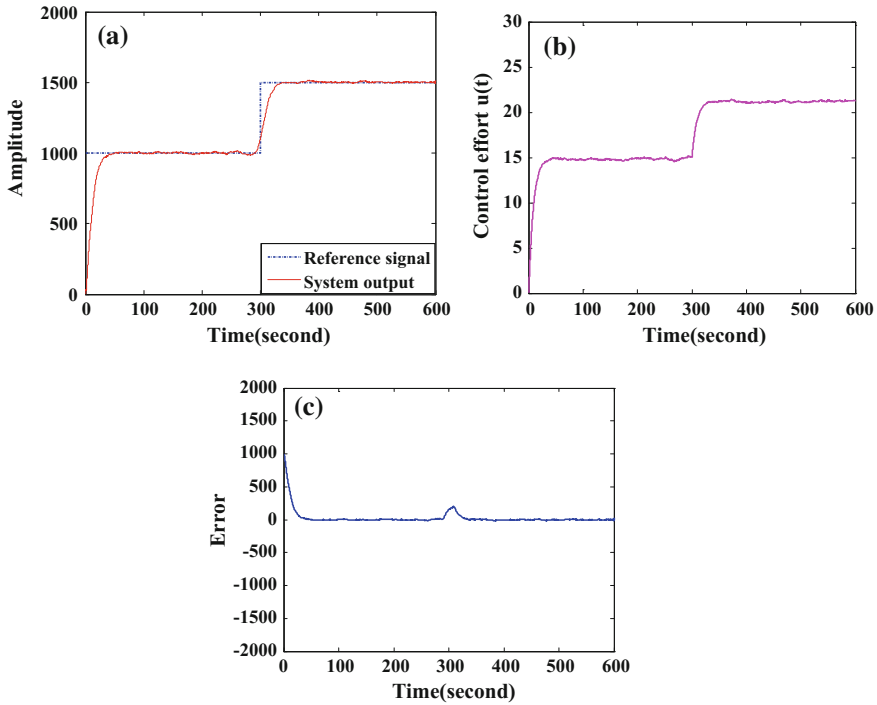 (a)
2000
1500
1000
500
0
Amplitude
0 100 200 300 400 500 600
Time(second)
Reference signal
System output
(b)
30
25
20
15
10
5
0
Control effort u(t)
0 100 200 300 400 500 600
Time(second)
(c)
2000
1500
1000
500
0
-500
-1000
-1500
-2000
Error
0 100 200 300 400 500 600
Time(second)